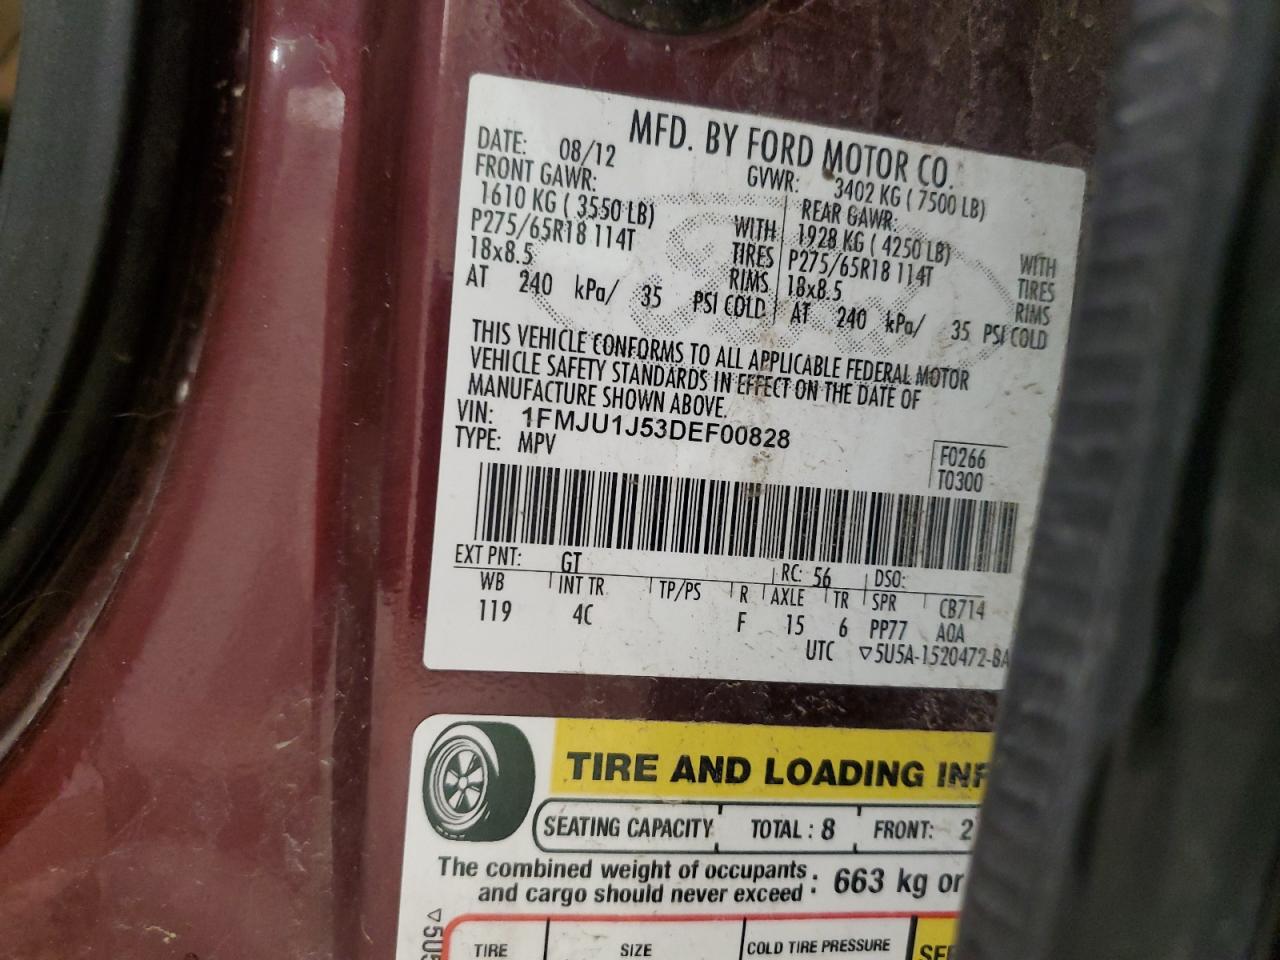 MFD. BY FORD MOTOR CO.
DATE: 08/12 GVWR: 3402 KG ( 7500 LB)
FRONT GAWR: REAR GAWR:
1610 KG ( 3550 LB) WITH 1928 KG ( 4250 LB) WITH
P275/65R18 114T TIRES P275/65R18 114T TIRES
18x8.5 RIMS 18x8.5 RIMS
AT 240 kPa/ 35 PSI COLD AT 240 kPa/ 35 PSI COLD
THIS VEHICLE CONFORMS TO ALL APPLICABLE FEDERAL MOTOR
VEHICLE SAFETY STANDARDS IN EFFECT ON THE DATE OF
MANUFACTURE SHOWN ABOVE.
VIN: 1FMJU1J53DEF00828
TYPE: MPV
F0266
T0300
EXT PNT: GT RC: 56 DSO:
WB INT TR TP/PS R AXLE TR SPR CB714
119 4C F 15 6 PP77 AOA
UTC ▽5U5A-1520472-BA
TIRE AND LOADING INF
SEATING CAPACITY TOTAL : 8 FRONT: 2
The combined weight of occupants
and cargo should never exceed : 663 kg or
TIRE SIZE COLD TIRE PRESSURE
▽5U5